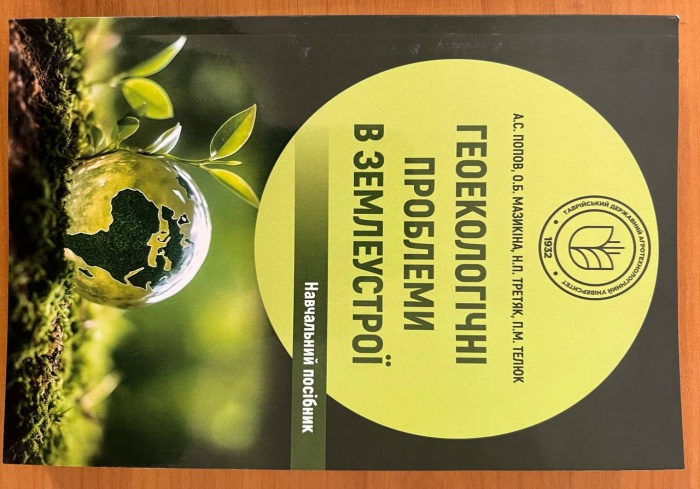 ТАВРІЙСЬКИЙ ДЕРЖАВНИЙ АГРОТЕХНОЛОГІЧНИЙ УНІВЕРСИТЕТ
1932
А.С. ПОПОВ, О.Б. МАЗИКІНА, Н.П. ТРЕТЯК, П.М. ТЕЛЮК
ГЕОЕКОЛОГІЧНІ
ПРОБЛЕМИ
В ЗЕМЛЕУСТРОЇ
Навчальний посібник